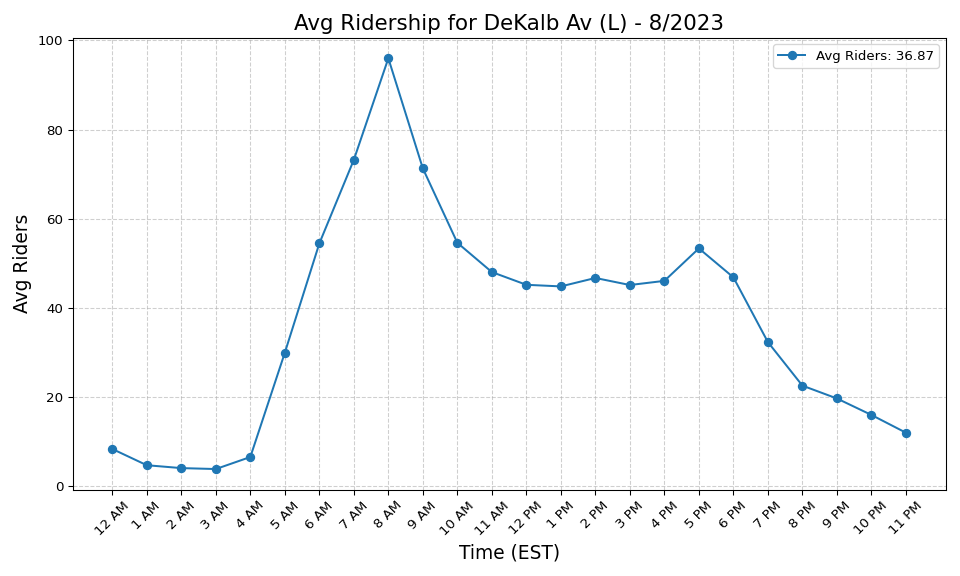 Avg Ridership for DeKalb Av (L) - 8/2023
Avg Riders: 36.87
100
80
60
40
20
0
Avg Riders
12 AM
1 AM
2 AM
3 AM
4 AM
5 AM
6 AM
7 AM
8 AM
9 AM
10 AM
11 AM
12 PM
1 PM
2 PM
3 PM
4 PM
5 PM
6 PM
7 PM
8 PM
9 PM
10 PM
11 PM
Time (EST)